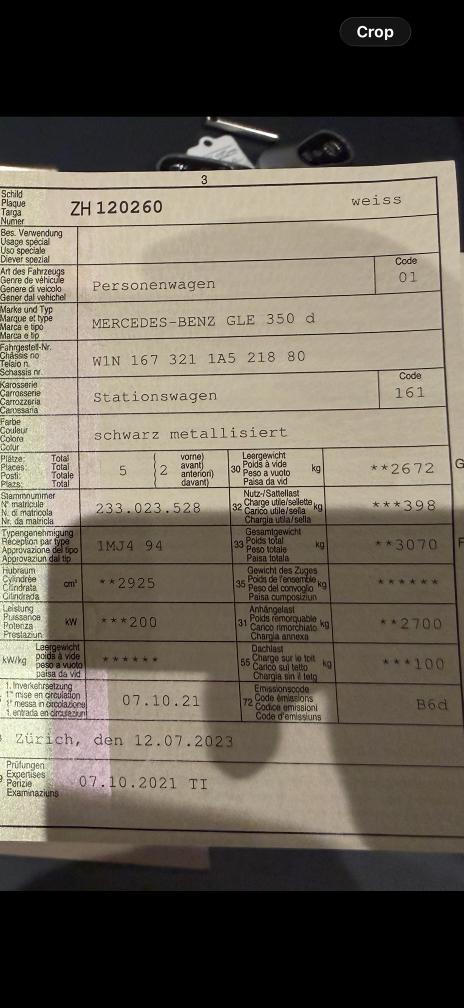 Crop
3
Schild
Plaque
Targa
Numer
ZH 120260
weiss
Bes. Verwendung
Usage spécial
Uso speciale
Diever spezial
Art des Fahrzeugs
Genre de véhicule
Genere di veicolo
Gener dal vehichel
Personenwagen
Code
01
Marke und Typ
Marque et type
Marca e tipo
Marca e tip
MERCEDES-BENZ GLE 350 d
Fahrgestell-Nr.
Châssis no
Telaio n.
Schassis nr.
W1N 167 321 1A5 218 80
Karosserie
Carrosserie
Carrozzeria
Carossaria
Stationswagen
Code
161
Farbe
Couleur
Colore
Colur
schwarz metallisiert
Plätze: Total
Places: Total
Posti: Totale
Plazs: Total
5
2
vorne)
avant)
anteriori)
davant)
30
Leergewicht
Poids à vide
Peso a vuoto
Paisa da vid
kg
**2672
G
Stammnummer
N° matricule
N. di matricola
Nr. da matricla
233.023.528
32
Nutz-/Sattellast
Charge utile/sellette
Carico utile/sella
Chargia utila/sella
kg
***398
Typengenehmigung
Réception par type
Approvazione del tipo
Approvaziun dal tip
1MJ4 94
33
Gesamtgewicht
Poids total
Peso totale
Paisa totala
kg
**3070
F
Hubraum
Cylindrée
Cilindrata
Cilindrada
cm³
**2925
35
Gewicht des Zuges
Poids de l'ensemble
Peso del convoglio
Paisa cumposiziun
kg
******
Leistung
Puissance
Potenza
Prestaziun
kW
***200
31
Anhängelast
Poids remorquable
Carico rimorchiato
Chargia annexa
kg
**2700
kW/kg
Leergewicht
poids à vide
peso a vuoto
paisa da vid
******
55
Dachlast
Charge sur le toit
Carico sul tetto
Chargia sin il tetg
kg
***100
1. Inverkehrsetzung
1re mise en circulation
1a messa in circolazione
1. entrada en circulaziun
07.10.21
72
Emissionscode
Code émissions
Codice emissioni
Code d'emissiuns
B6d
Zürich, den 12.07.2023
Prüfungen
Expertises
Perizie
Examinaziuns
07.10.2021 TI